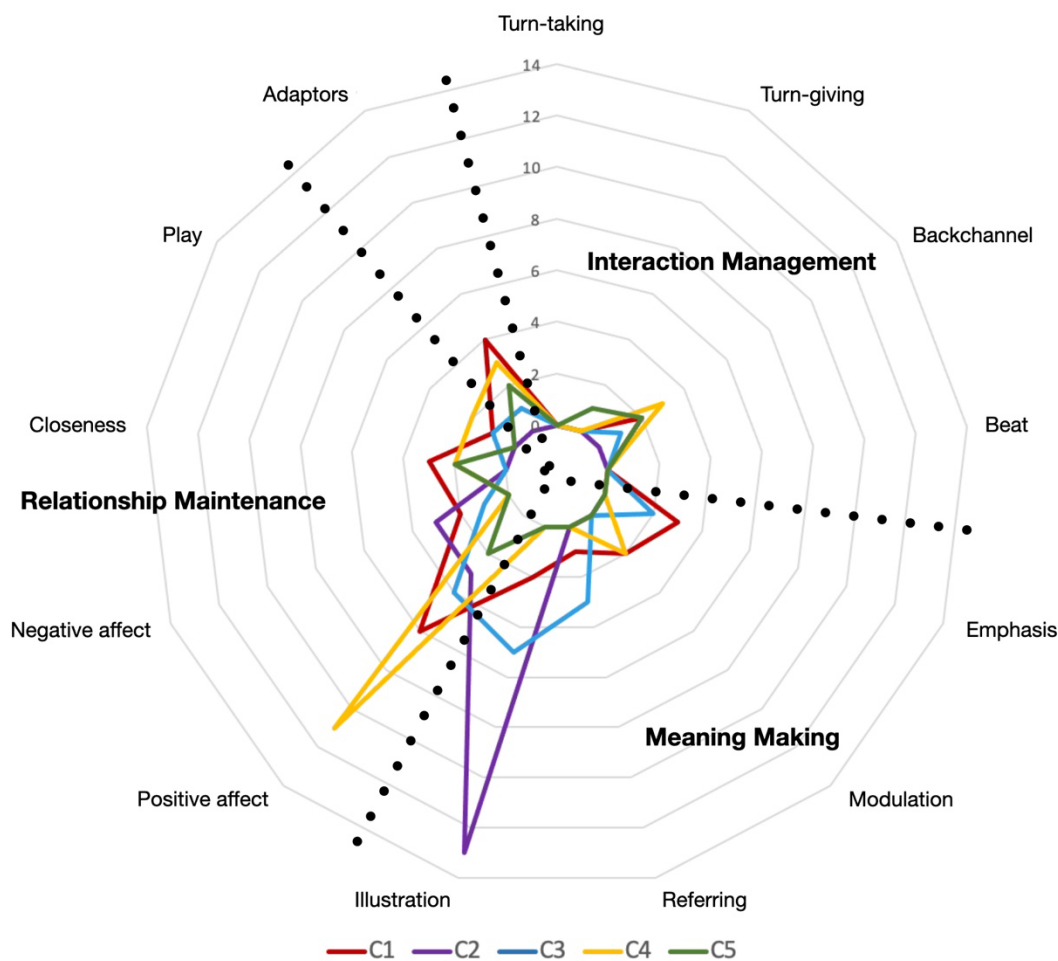 Turn-taking
14
Adaptors
Turn-giving
12
10
Play
Backchannel
8
Interaction Management
6
4
2
Closeness
0
Beat
Relationship Maintenance
Negative affect
Emphasis
Meaning Making
Positive affect
Modulation
Illustration
Referring
C1 C2 C3 C4 C5